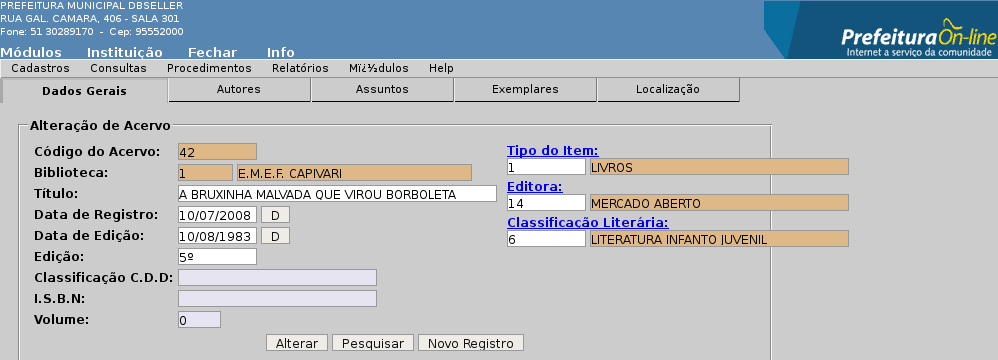 PREFEITURA MUNICIPAL DBSELLER
RUA GAL. CAMARA, 406 - SALA 301
Fone: 51 30289170 - Cep: 95552000
Prefeitura On-line
Internet a serviço da comunidade
Módulos Instituição Fechar Info
Cadastros Consultas Procedimentos Relatórios Mï¿½dulos Help
Dados Gerais Autores Assuntos Exemplares Localização
Alteração de Acervo
Código do Acervo: 42
Tipo do Item:
Biblioteca: 1 E.M.E.F. CAPIVARI
1 LIVROS
Título: A BRUXINHA MALVADA QUE VIROU BORBOLETA
Editora:
14 MERCADO ABERTO
Data de Registro: 10/07/2008 D
Classificação Literária:
Data de Edição: 10/08/1983 D
6 LITERATURA INFANTO JUVENIL
Edição: 5º
Classificação C.D.D:
I.S.B.N:
Volume: 0
Alterar Pesquisar Novo Registro